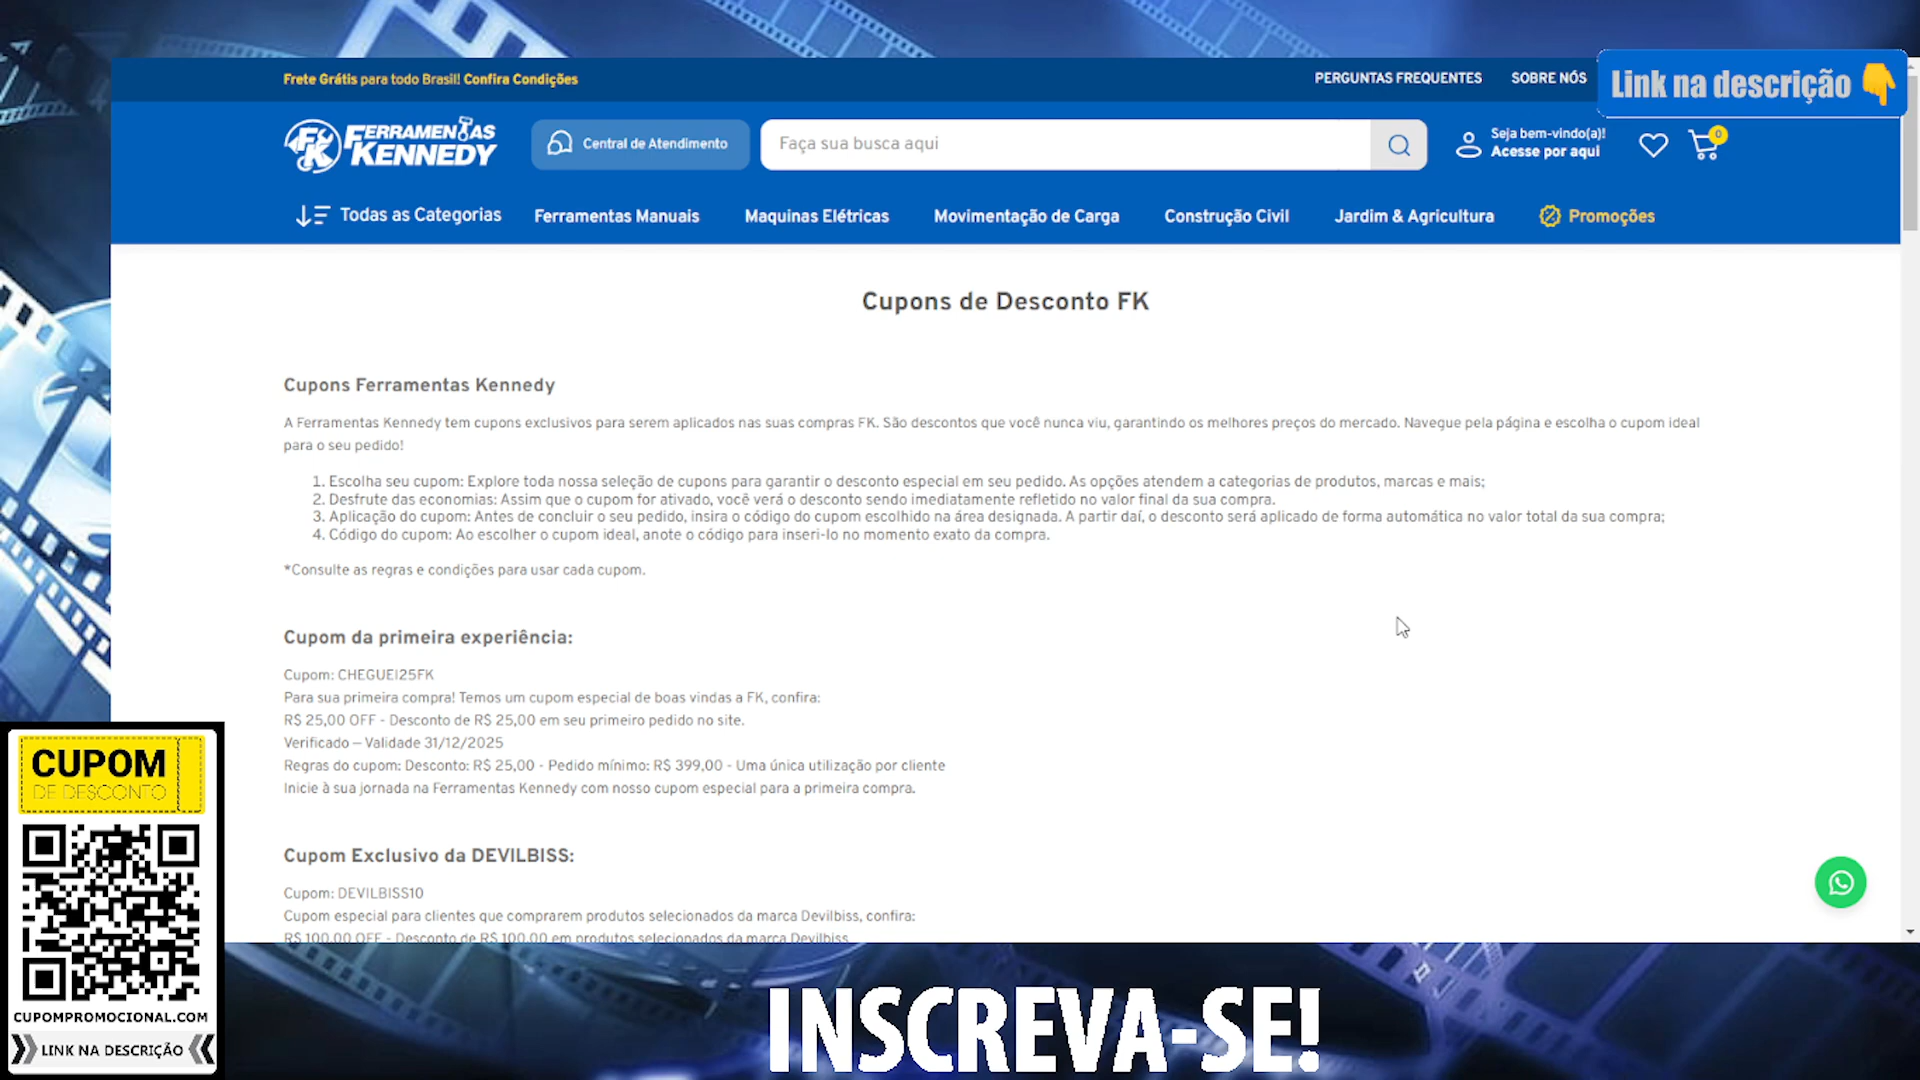 Frete Grátis para todo Brasil! Confira Condições
PERGUNTAS FREQUENTES
SOBRE NÓS
Link na descrição
FK FERRAMENTAS KENNEDY
Central de Atendimento
Faça sua busca aqui
Seja bem-vindo(a)!
Acesse por aqui
0
Todas as Categorias
Ferramentas Manuais
Maquinas Elétricas
Movimentação de Carga
Construção Civil
Jardim & Agricultura
Promoções
Cupons de Desconto FK
Cupons Ferramentas Kennedy
A Ferramentas Kennedy tem cupons exclusivos para serem aplicados nas suas compras FK. São descontos que você nunca viu, garantindo os melhores preços do mercado. Navegue pela página e escolha o cupom ideal
para o seu pedido!
1. Escolha seu cupom: Explore toda nossa seleção de cupons para garantir o desconto especial em seu pedido. As opções atendem a categorias de produtos, marcas e mais;
2. Desfrute das economias: Assim que o cupom for ativado, você verá o desconto sendo imediatamente refletido no valor final da sua compra.
3. Aplicação do cupom: Antes de concluir o seu pedido, insira o código do cupom escolhido na área designada. A partir daí, o desconto será aplicado de forma automática no valor total da sua compra;
4. Código do cupom: Ao escolher o cupom ideal, anote o código para inseri-lo no momento exato da compra.
*Consulte as regras e condições para usar cada cupom.
Cupom da primeira experiência:
Cupom: CHEGUEI25FK
Para sua primeira compra! Temos um cupom especial de boas vindas a FK, confira:
R$ 25,00 OFF - Desconto de R$ 25,00 em seu primeiro pedido no site.
Verificado – Validade 31/12/2025
Regras do cupom: Desconto: R$ 25,00 - Pedido mínimo: R$ 399,00 - Uma única utilização por cliente
Inicie à sua jornada na Ferramentas Kennedy com nosso cupom especial para a primeira compra.
Cupom Exclusivo da DEVILBISS:
Cupom: DEVILBISS10
Cupom especial para clientes que comprarem produtos selecionados da marca Devilbiss, confira:
R$ 100,00 OFF - Desconto de R$ 100,00 em produtos selecionados da marca Devilbiss
CUPOM
DE DESCONTO
CUPOMPROMOCIONAL.COM
LINK NA DESCRIÇÃO
INSCREVA-SE!